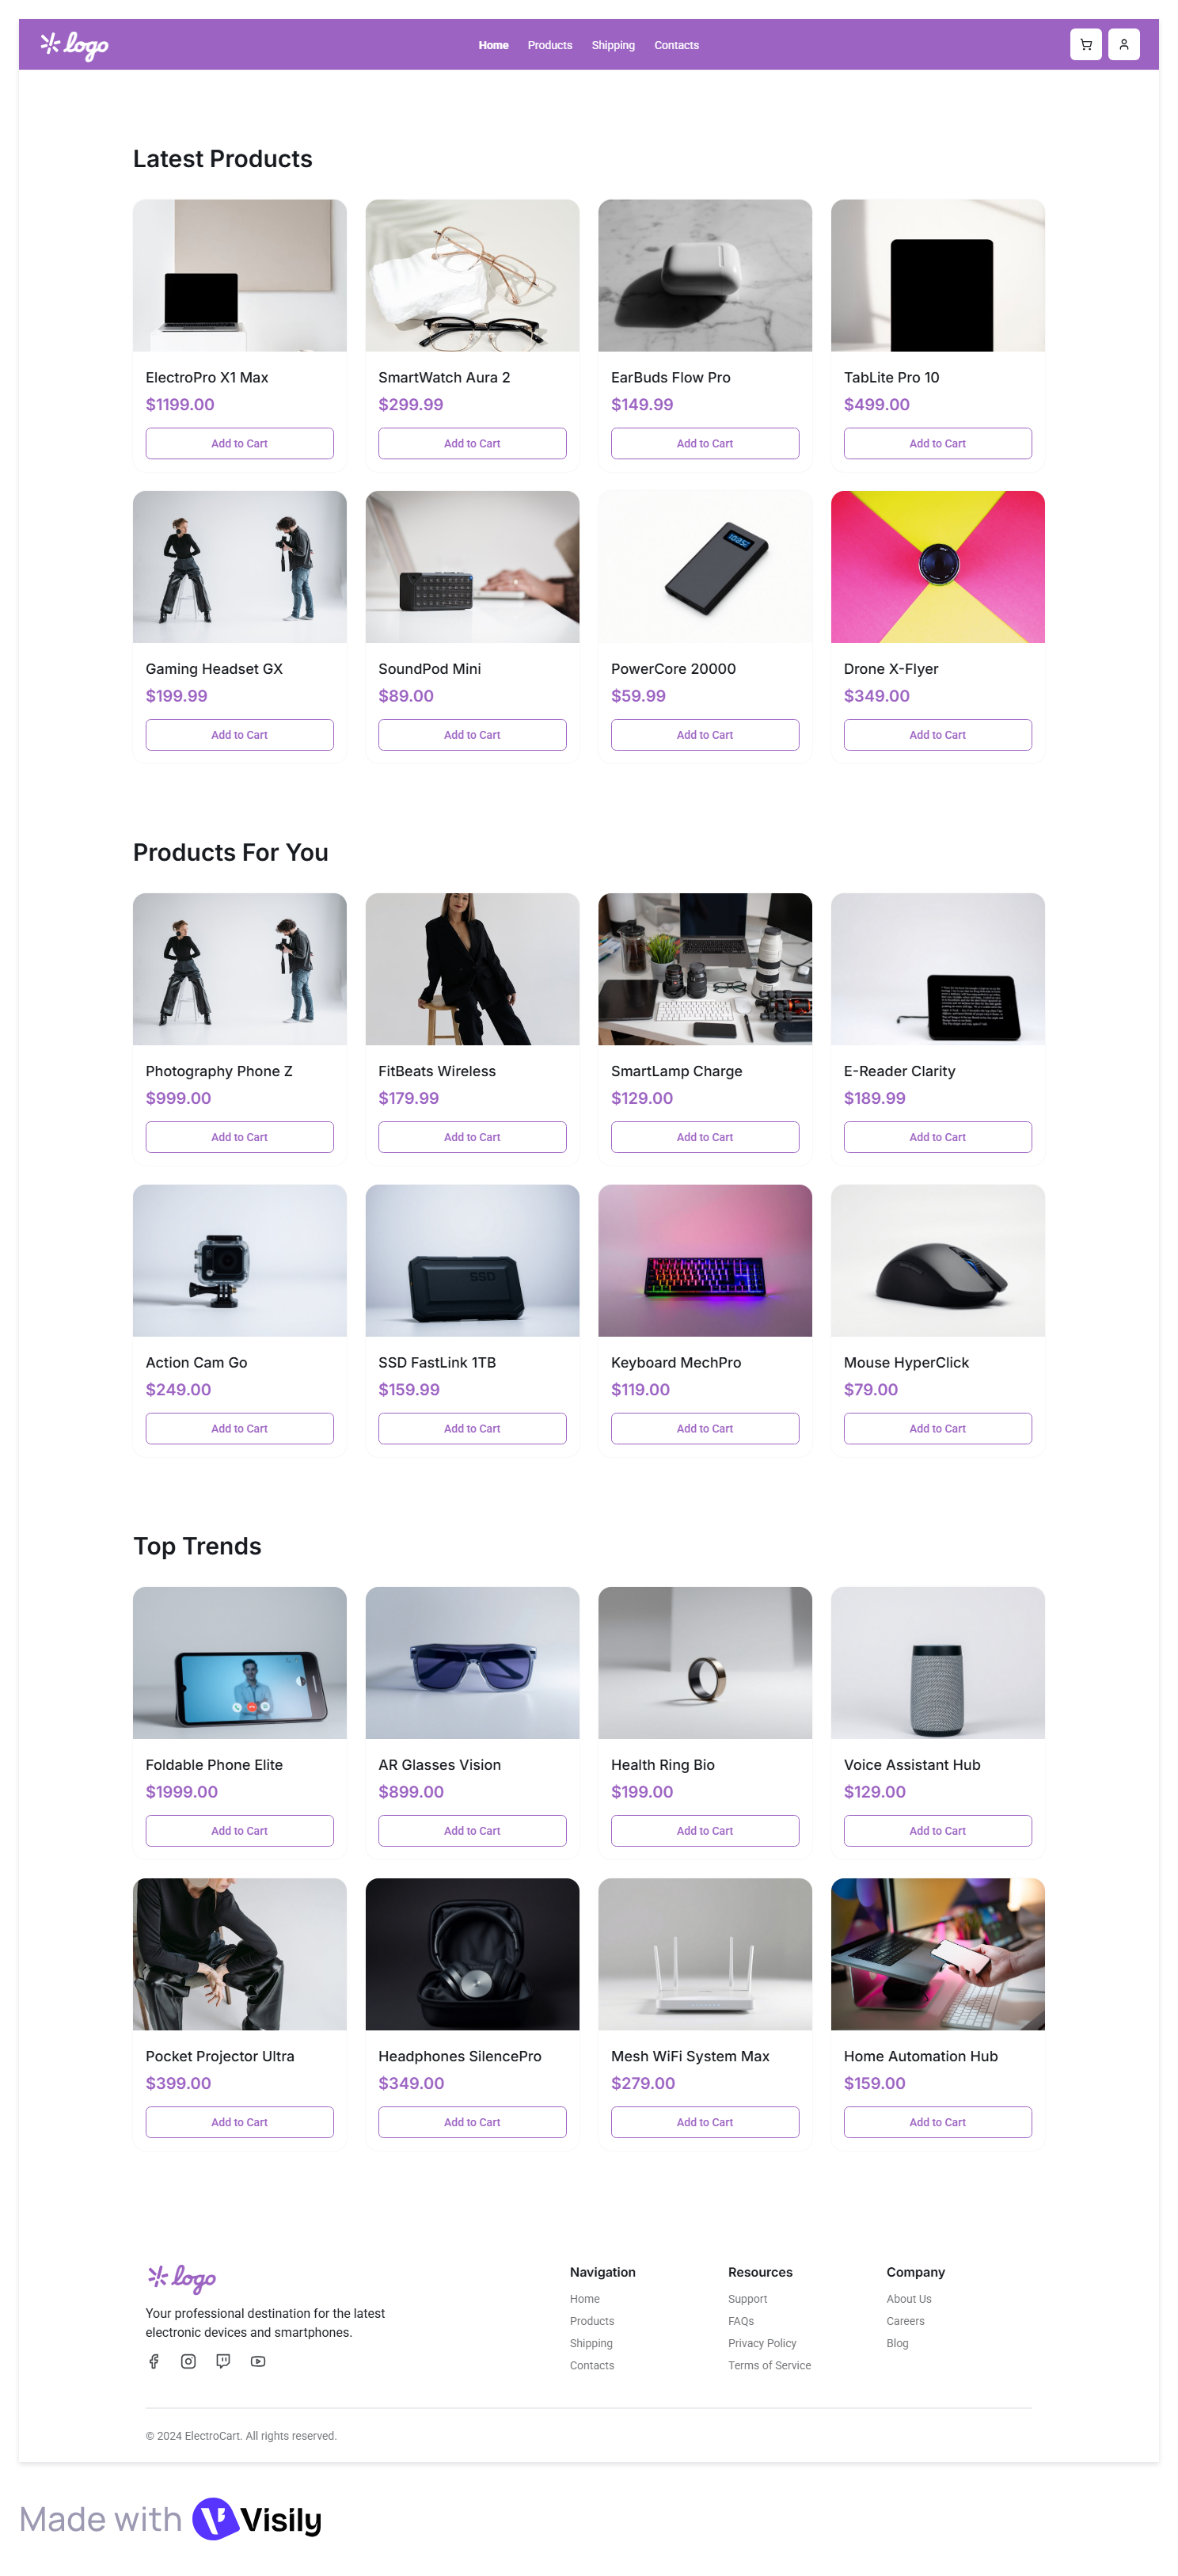 logo
Home Products Shipping Contacts
Latest Products
ElectroPro X1 Max
$1199.00
Add to Cart
SmartWatch Aura 2
$299.99
Add to Cart
EarBuds Flow Pro
$149.99
Add to Cart
TabLite Pro 10
$499.00
Add to Cart
Gaming Headset GX
$199.99
Add to Cart
SoundPod Mini
$89.00
Add to Cart
PowerCore 20000
$59.99
Add to Cart
Drone X-Flyer
$349.00
Add to Cart
Products For You
Photography Phone Z
$999.00
Add to Cart
FitBeats Wireless
$179.99
Add to Cart
SmartLamp Charge
$129.00
Add to Cart
E-Reader Clarity
$189.99
Add to Cart
Action Cam Go
$249.00
Add to Cart
SSD
SSD FastLink 1TB
$159.99
Add to Cart
Keyboard MechPro
$119.00
Add to Cart
Mouse HyperClick
$79.00
Add to Cart
Top Trends
Foldable Phone Elite
$1999.00
Add to Cart
AR Glasses Vision
$899.00
Add to Cart
Health Ring Bio
$199.00
Add to Cart
Voice Assistant Hub
$129.00
Add to Cart
Pocket Projector Ultra
$399.00
Add to Cart
Headphones SilencePro
$349.00
Add to Cart
Mesh WiFi System Max
$279.00
Add to Cart
Home Automation Hub
$159.00
Add to Cart
logo
Your professional destination for the latest
electronic devices and smartphones.
Navigation
Home
Products
Shipping
Contacts
Resources
Support
FAQs
Privacy Policy
Terms of Service
Company
About Us
Careers
Blog
© 2024 ElectroCart. All rights reserved.
Made with Visily